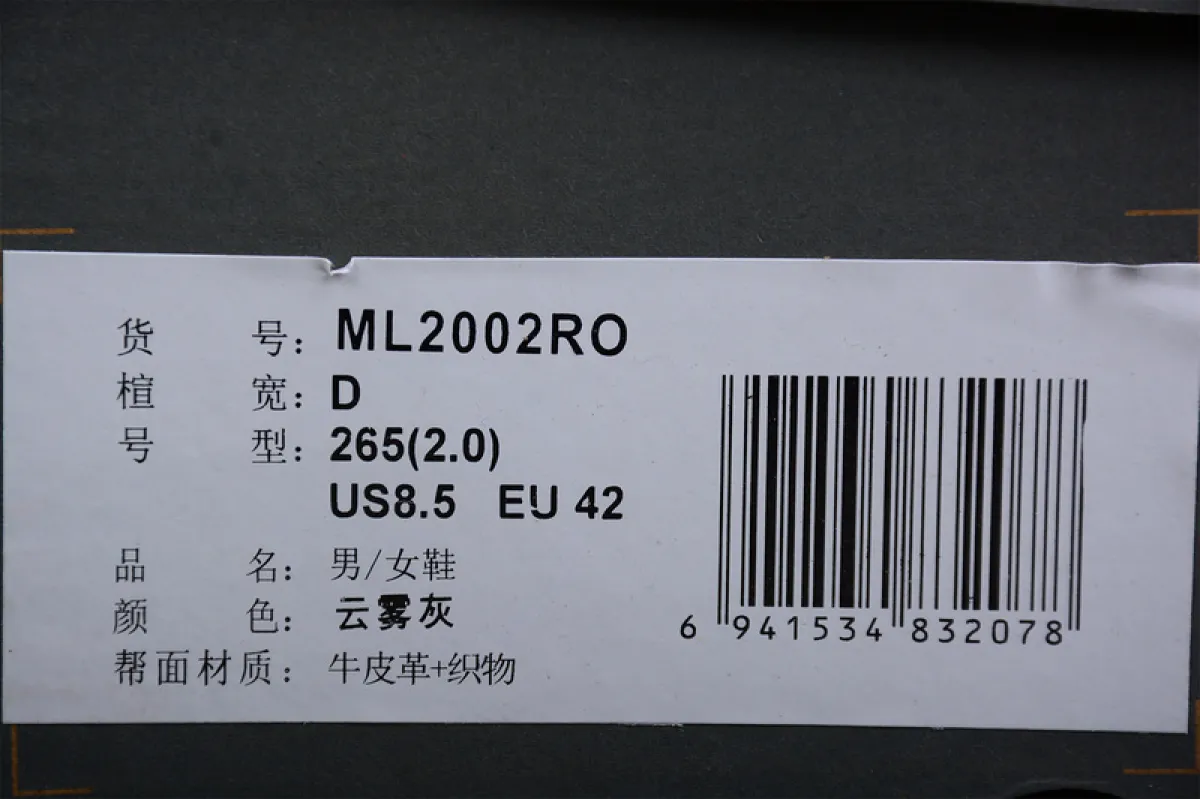 货 号: ML2002RO
楦 宽: D
号 型: 265(2.0)
US8.5 EU 42
品 名: 男/女鞋
颜 色: 云雾灰
帮面材质: 牛皮革+织物
6 941534 832078